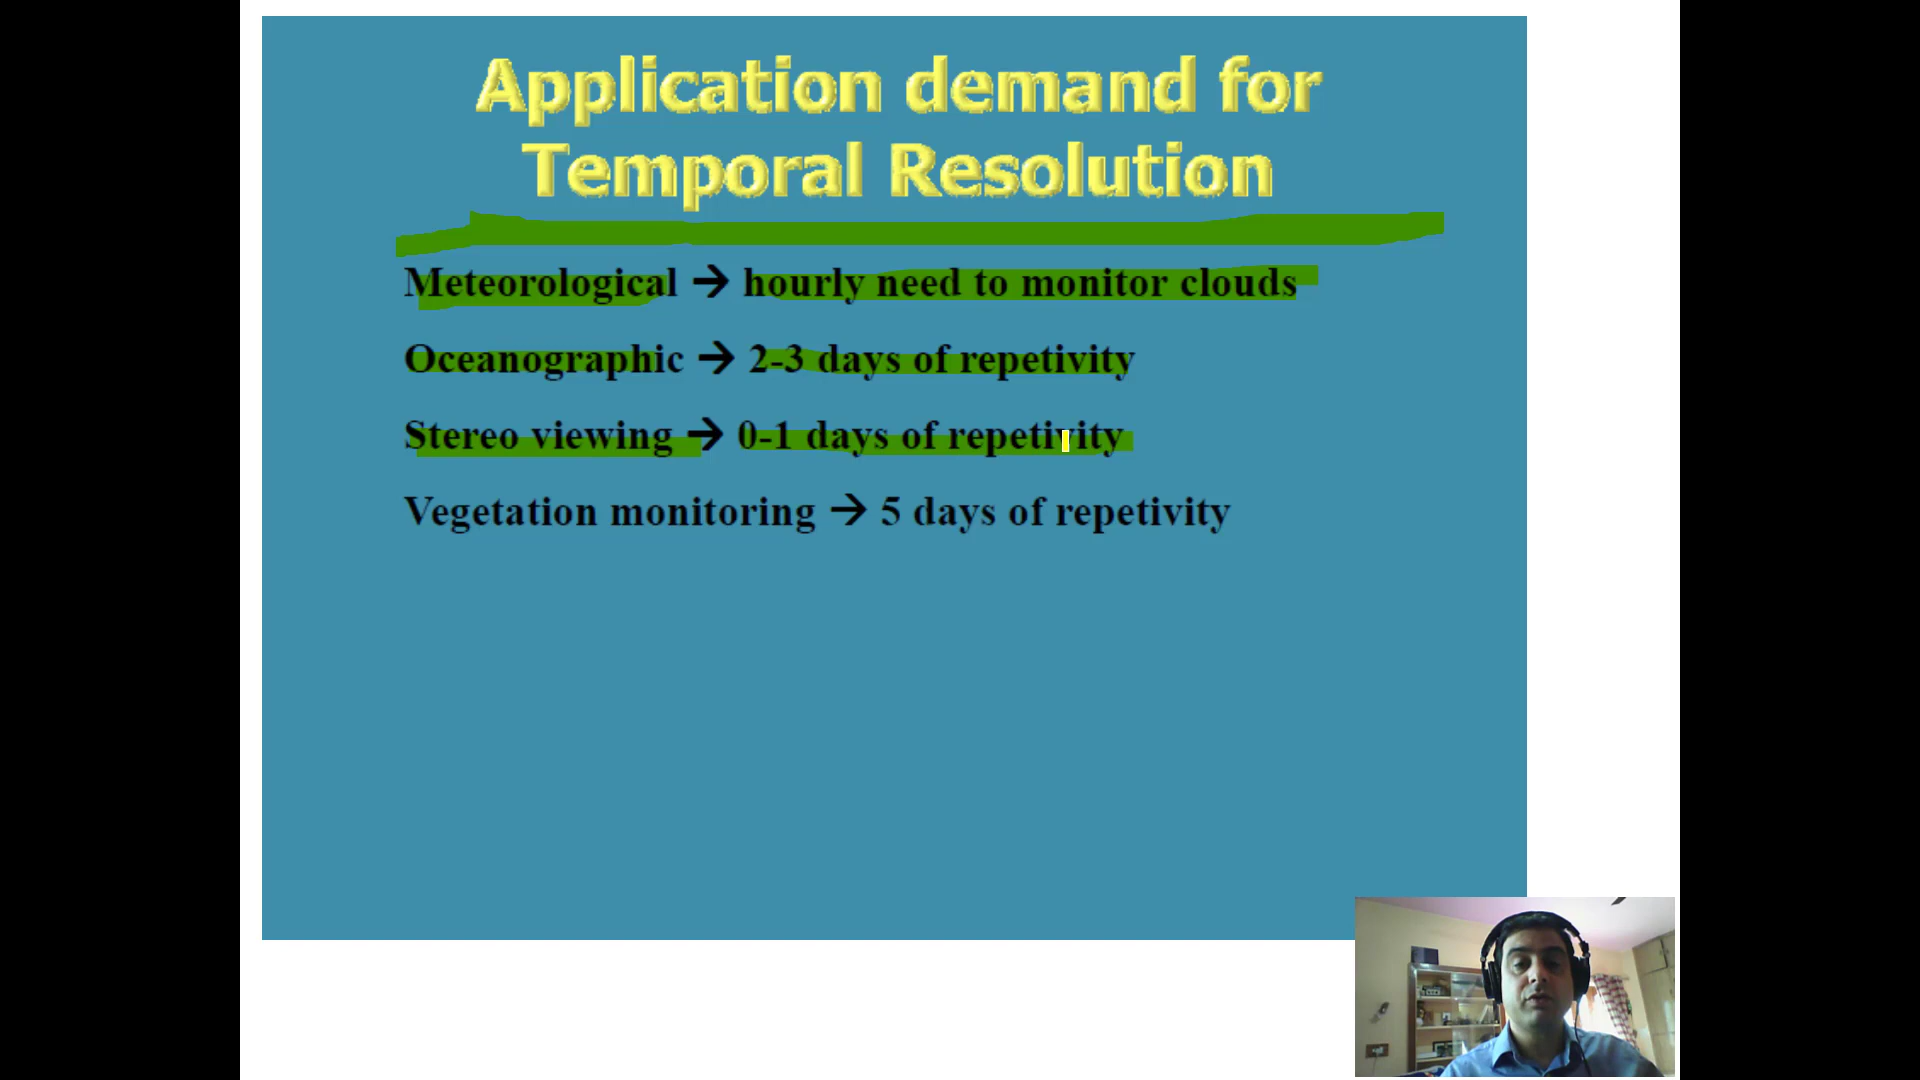 Application demand for
Temporal Resolution
Meteorological → hourly need to monitor clouds
Oceanographic → 2-3 days of repetivity
Stereo viewing → 0-1 days of repetivity
Vegetation monitoring → 5 days of repetivity